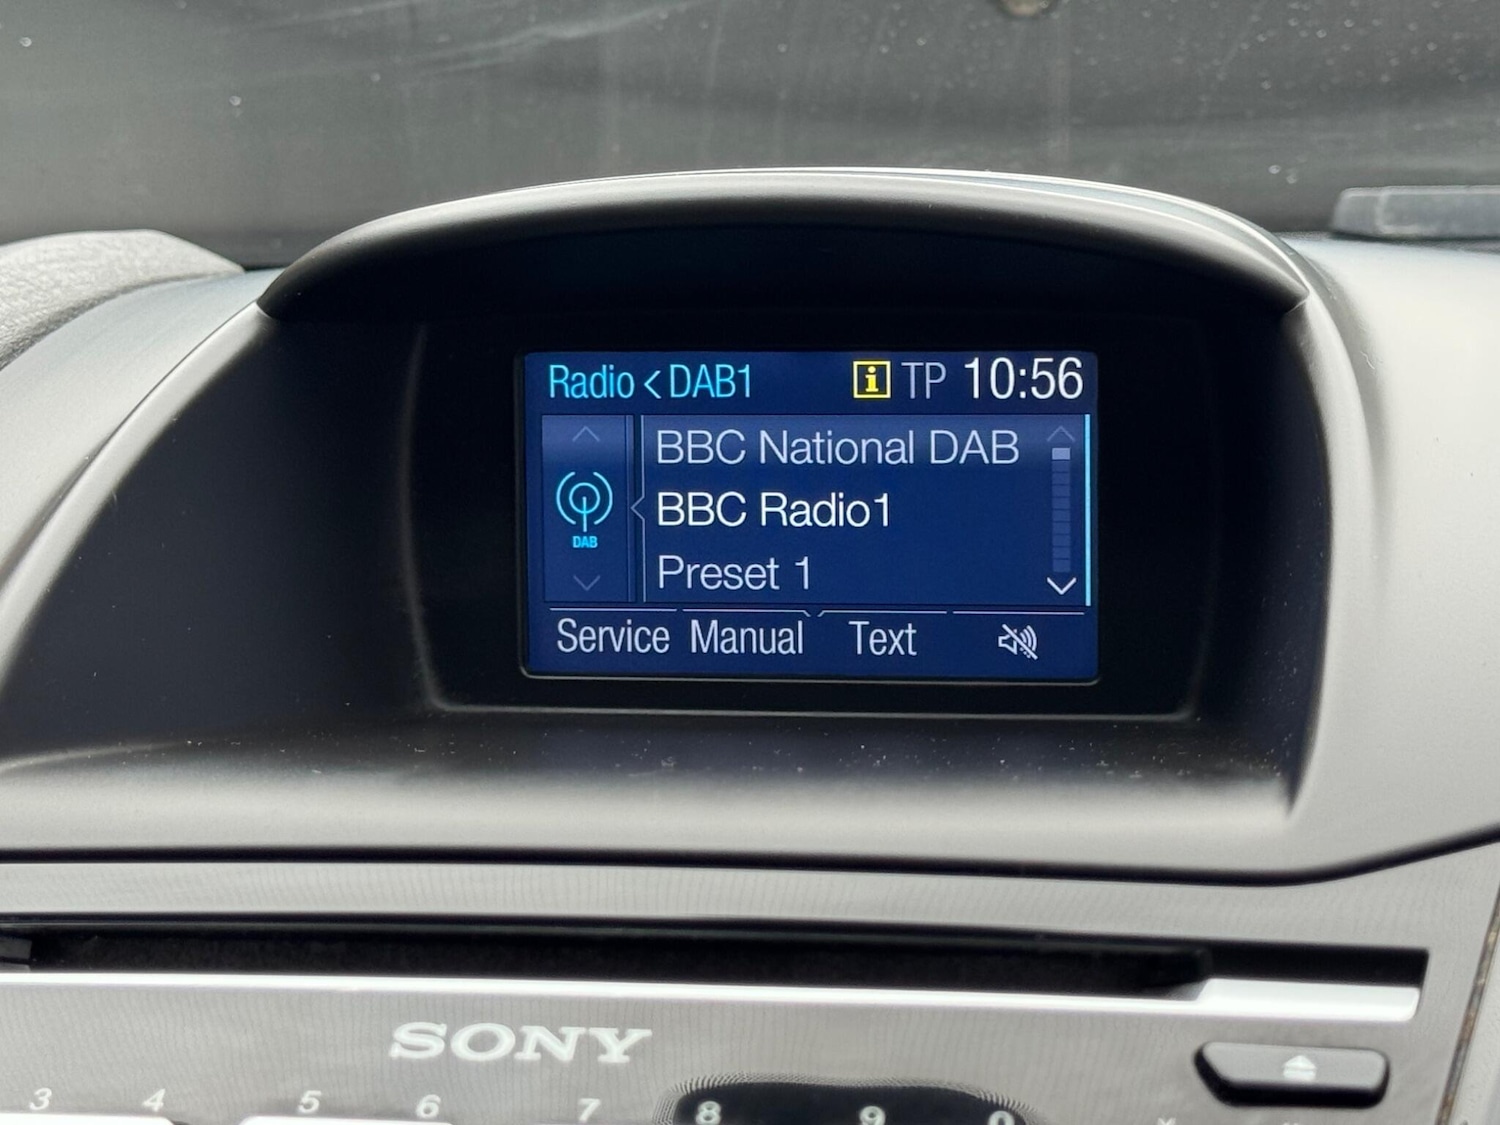 Radio < DAB1 i TP 10:56
BBC National DAB
BBC Radio1
DAB
Preset 1
Service Manual Text
SONY
3 4 5 6 7 8 9 0